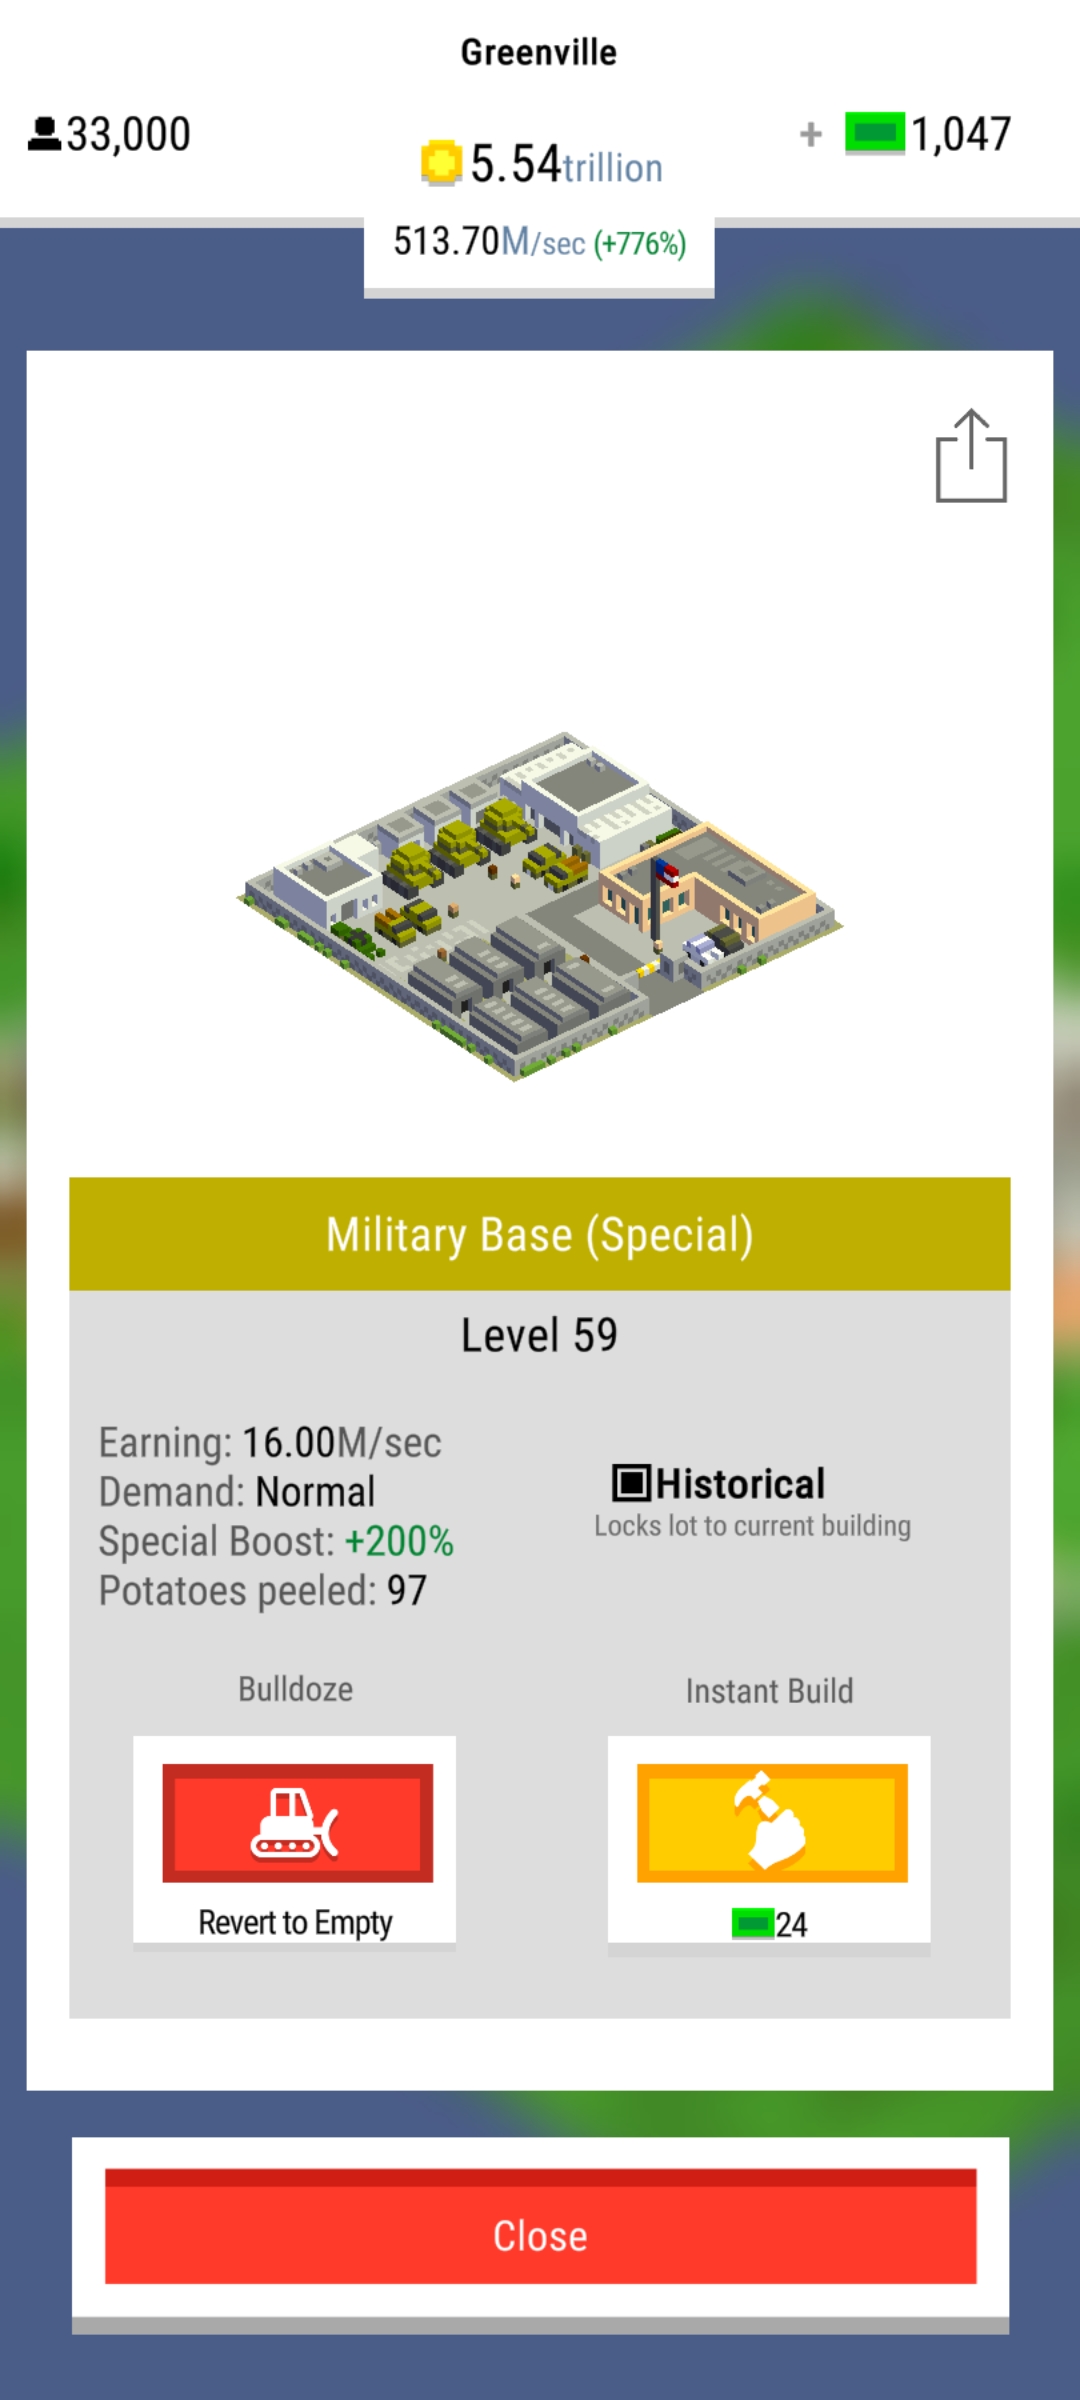 Greenville
33,000
5.54trillion
+ 1,047
513.70M/sec (+776%)
Military Base (Special)
Level 59
Earning: 16.00M/sec
Demand: Normal
Special Boost: +200%
Potatoes peeled: 97
Historical
Locks lot to current building
Bulldoze
Revert to Empty
Instant Build
24
Close